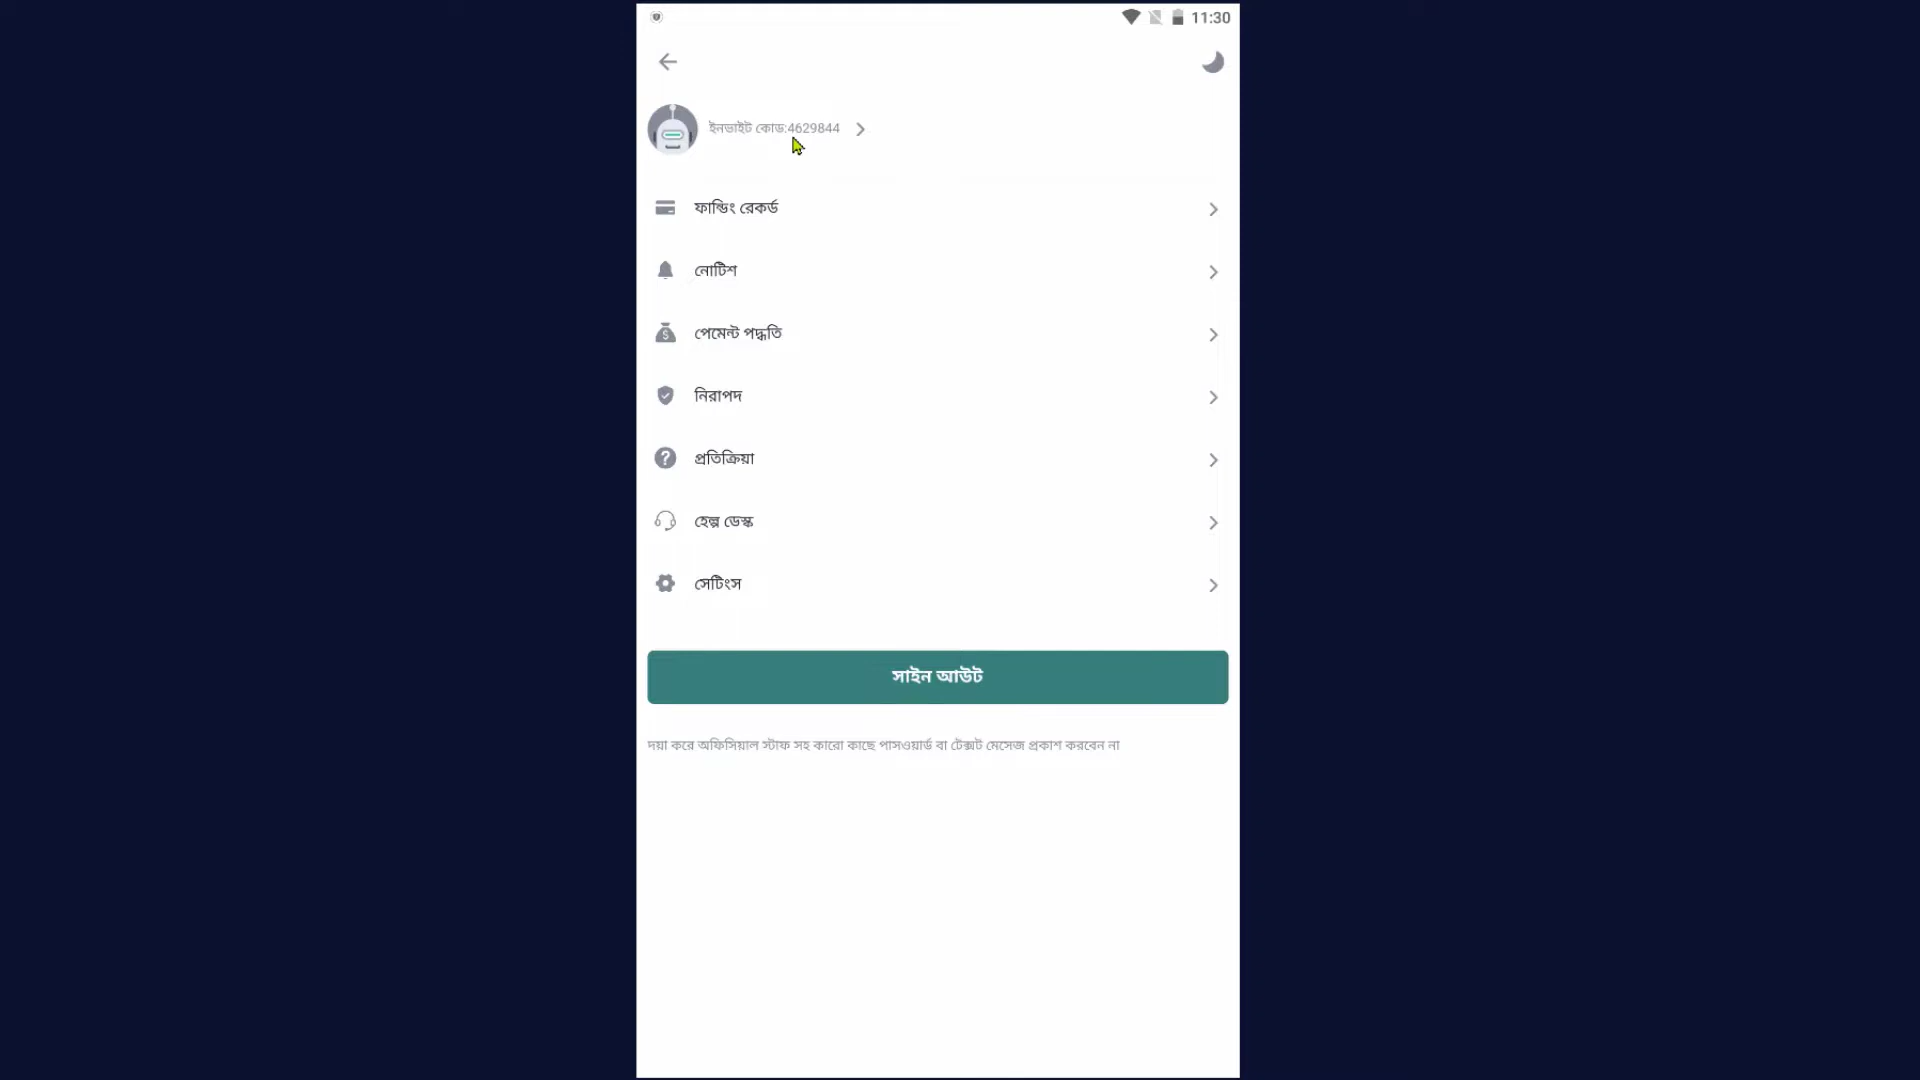 11:30
ইনভাইট কোড:4629844
ফান্ডিং রেকর্ড
নোটিশ
পেমেন্ট পদ্ধতি
নিরাপদ
প্রতিক্রিয়া
হেল্প ডেস্ক
সেটিংস
সাইন আউট
দয়া করে অফিসিয়াল স্টাফ সহ কারো কাছে পাসওয়ার্ড বা টেক্সট মেসেজ প্রকাশ করবেন না